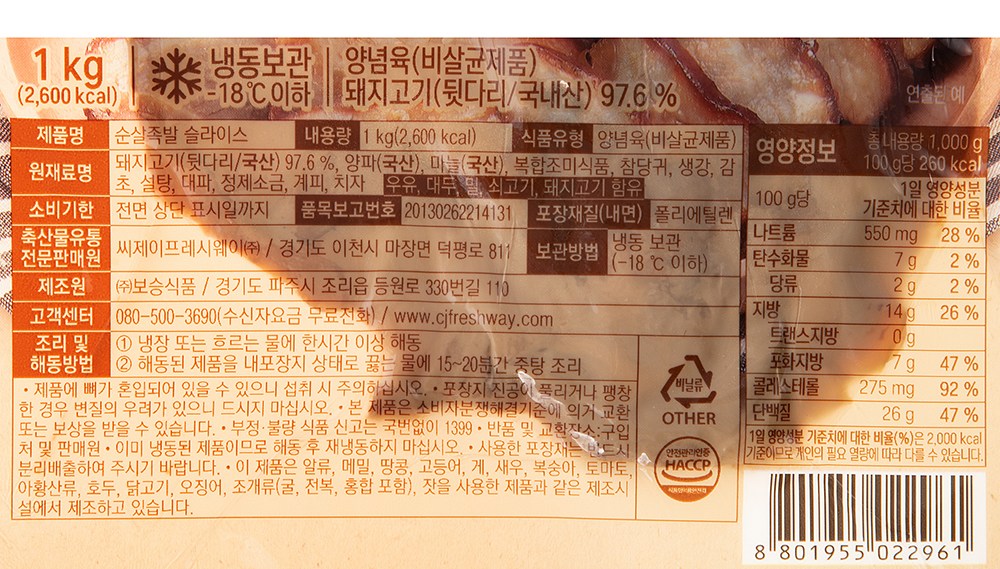 1 kg
(2,600 kcal)
냉동보관
-18℃이하
양념육(비살균제품)
돼지고기(뒷다리/국내산) 97.6 %
연출된 예
제품명 순살족발 슬라이스 내용량 1 kg(2,600 kcal) 식품유형 양념육(비살균제품)
원재료명 돼지고기(뒷다리/국산) 97.6 %, 양파(국산), 마늘(국산), 복합조미식품, 참당귀, 생강, 감
초, 설탕, 대파, 정제소금, 계피, 치자 우유, 대두, 밀, 쇠고기, 돼지고기 함유
소비기한 전면 상단 표시일까지 품목보고번호 20130262214131 포장재질(내면) 폴리에틸렌
축산물유통
전문판매원 씨제이프레시웨이㈜ / 경기도 이천시 마장면 덕평로 811 보관방법 냉동 보관
(-18 ℃ 이하)
제조원 ㈜보승식품 / 경기도 파주시 조리읍 등원로 330번길 110
고객센터 080-500-3690(수신자요금 무료전화) / www.cjfreshway.com
조리 및
해동방법 ① 냉장 또는 흐르는 물에 한시간 이상 해동
② 해동된 제품을 내포장지 상태로 끓는 물에 15~20분간 중탕 조리
• 제품에 뼈가 혼입되어 있을 수 있으니 섭취 시 주의하십시오. • 포장지 진공이 풀리거나 팽창
한 경우 변질의 우려가 있으니 드시지 마십시오. • 본 제품은 소비자분쟁해결기준에 의거 교환
또는 보상을 받을 수 있습니다. • 부정·불량 식품 신고는 국번없이 1399 • 반품 및 교환장소:구입
처 및 판매원 • 이미 냉동된 제품이므로 해동 후 재냉동하지 마십시오. • 사용한 포장재는 반드시
분리배출하여 주시기 바랍니다. • 이 제품은 알류, 메밀, 땅콩, 고등어, 게, 새우, 복숭아, 토마토,
아황산류, 호두, 닭고기, 오징어, 조개류(굴, 전복, 홍합 포함), 잣을 사용한 제품과 같은 제조시
설에서 제조하고 있습니다.
비닐류
OTHER
안전관리인증
HACCP
영양정보 총 내용량 1,000 g
100 g당 260 kcal
100 g당 1일 영양성분
기준치에 대한 비율
나트륨 550 mg 28 %
탄수화물 7 g 2 %
당류 2 g 2 %
지방 14 g 26 %
트랜스지방 0 g
포화지방 7 g 47 %
콜레스테롤 275 mg 92 %
단백질 26 g 47 %
1일 영양성분 기준치에 대한 비율(%)은 2,000 kcal
기준이므로 개인의 필요 열량에 따라 다를 수 있습니다.
8 801955 022961